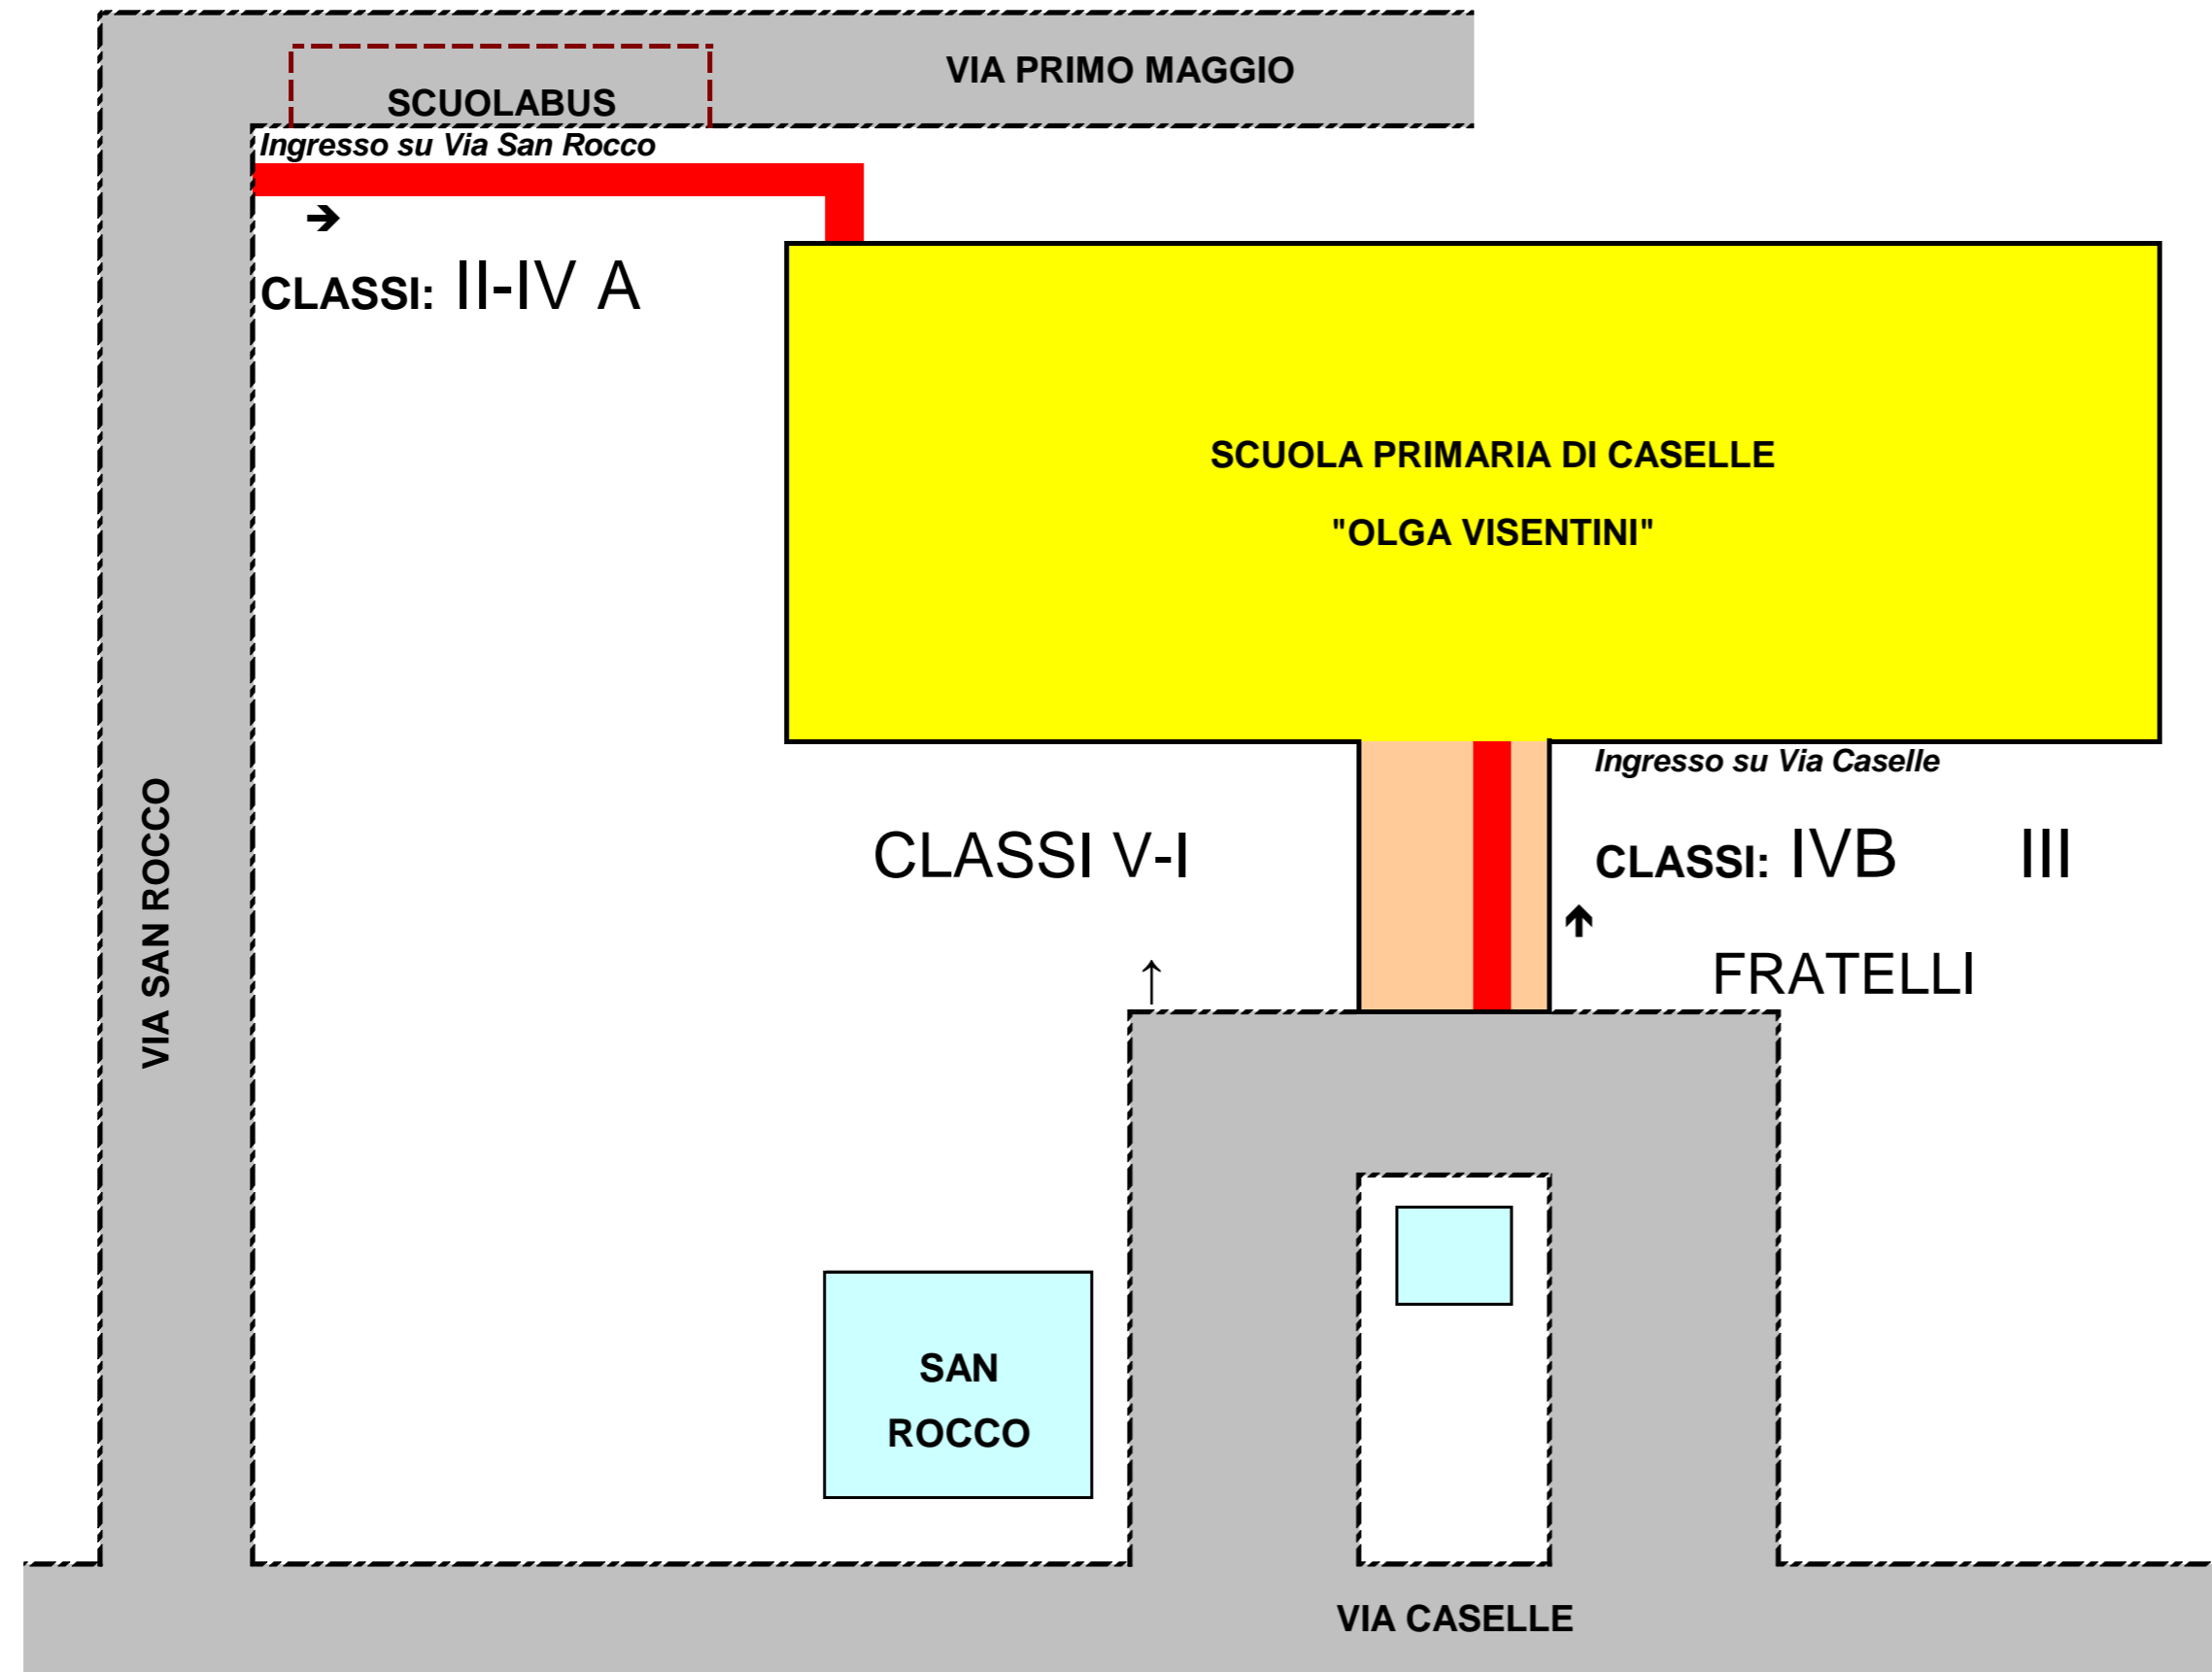 VIA PRIMO MAGGIO
SCUOLABUS
Ingresso su Via San Rocco
➔
CLASSI: II-IV A
SCUOLA PRIMARIA DI CASELLE
"OLGA VISENTINI"
VIA SAN ROCCO
Ingresso su Via Caselle
CLASSI V-I
CLASSI: IVB III
↑
FRATELLI
↑
SAN
ROCCO
VIA CASELLE